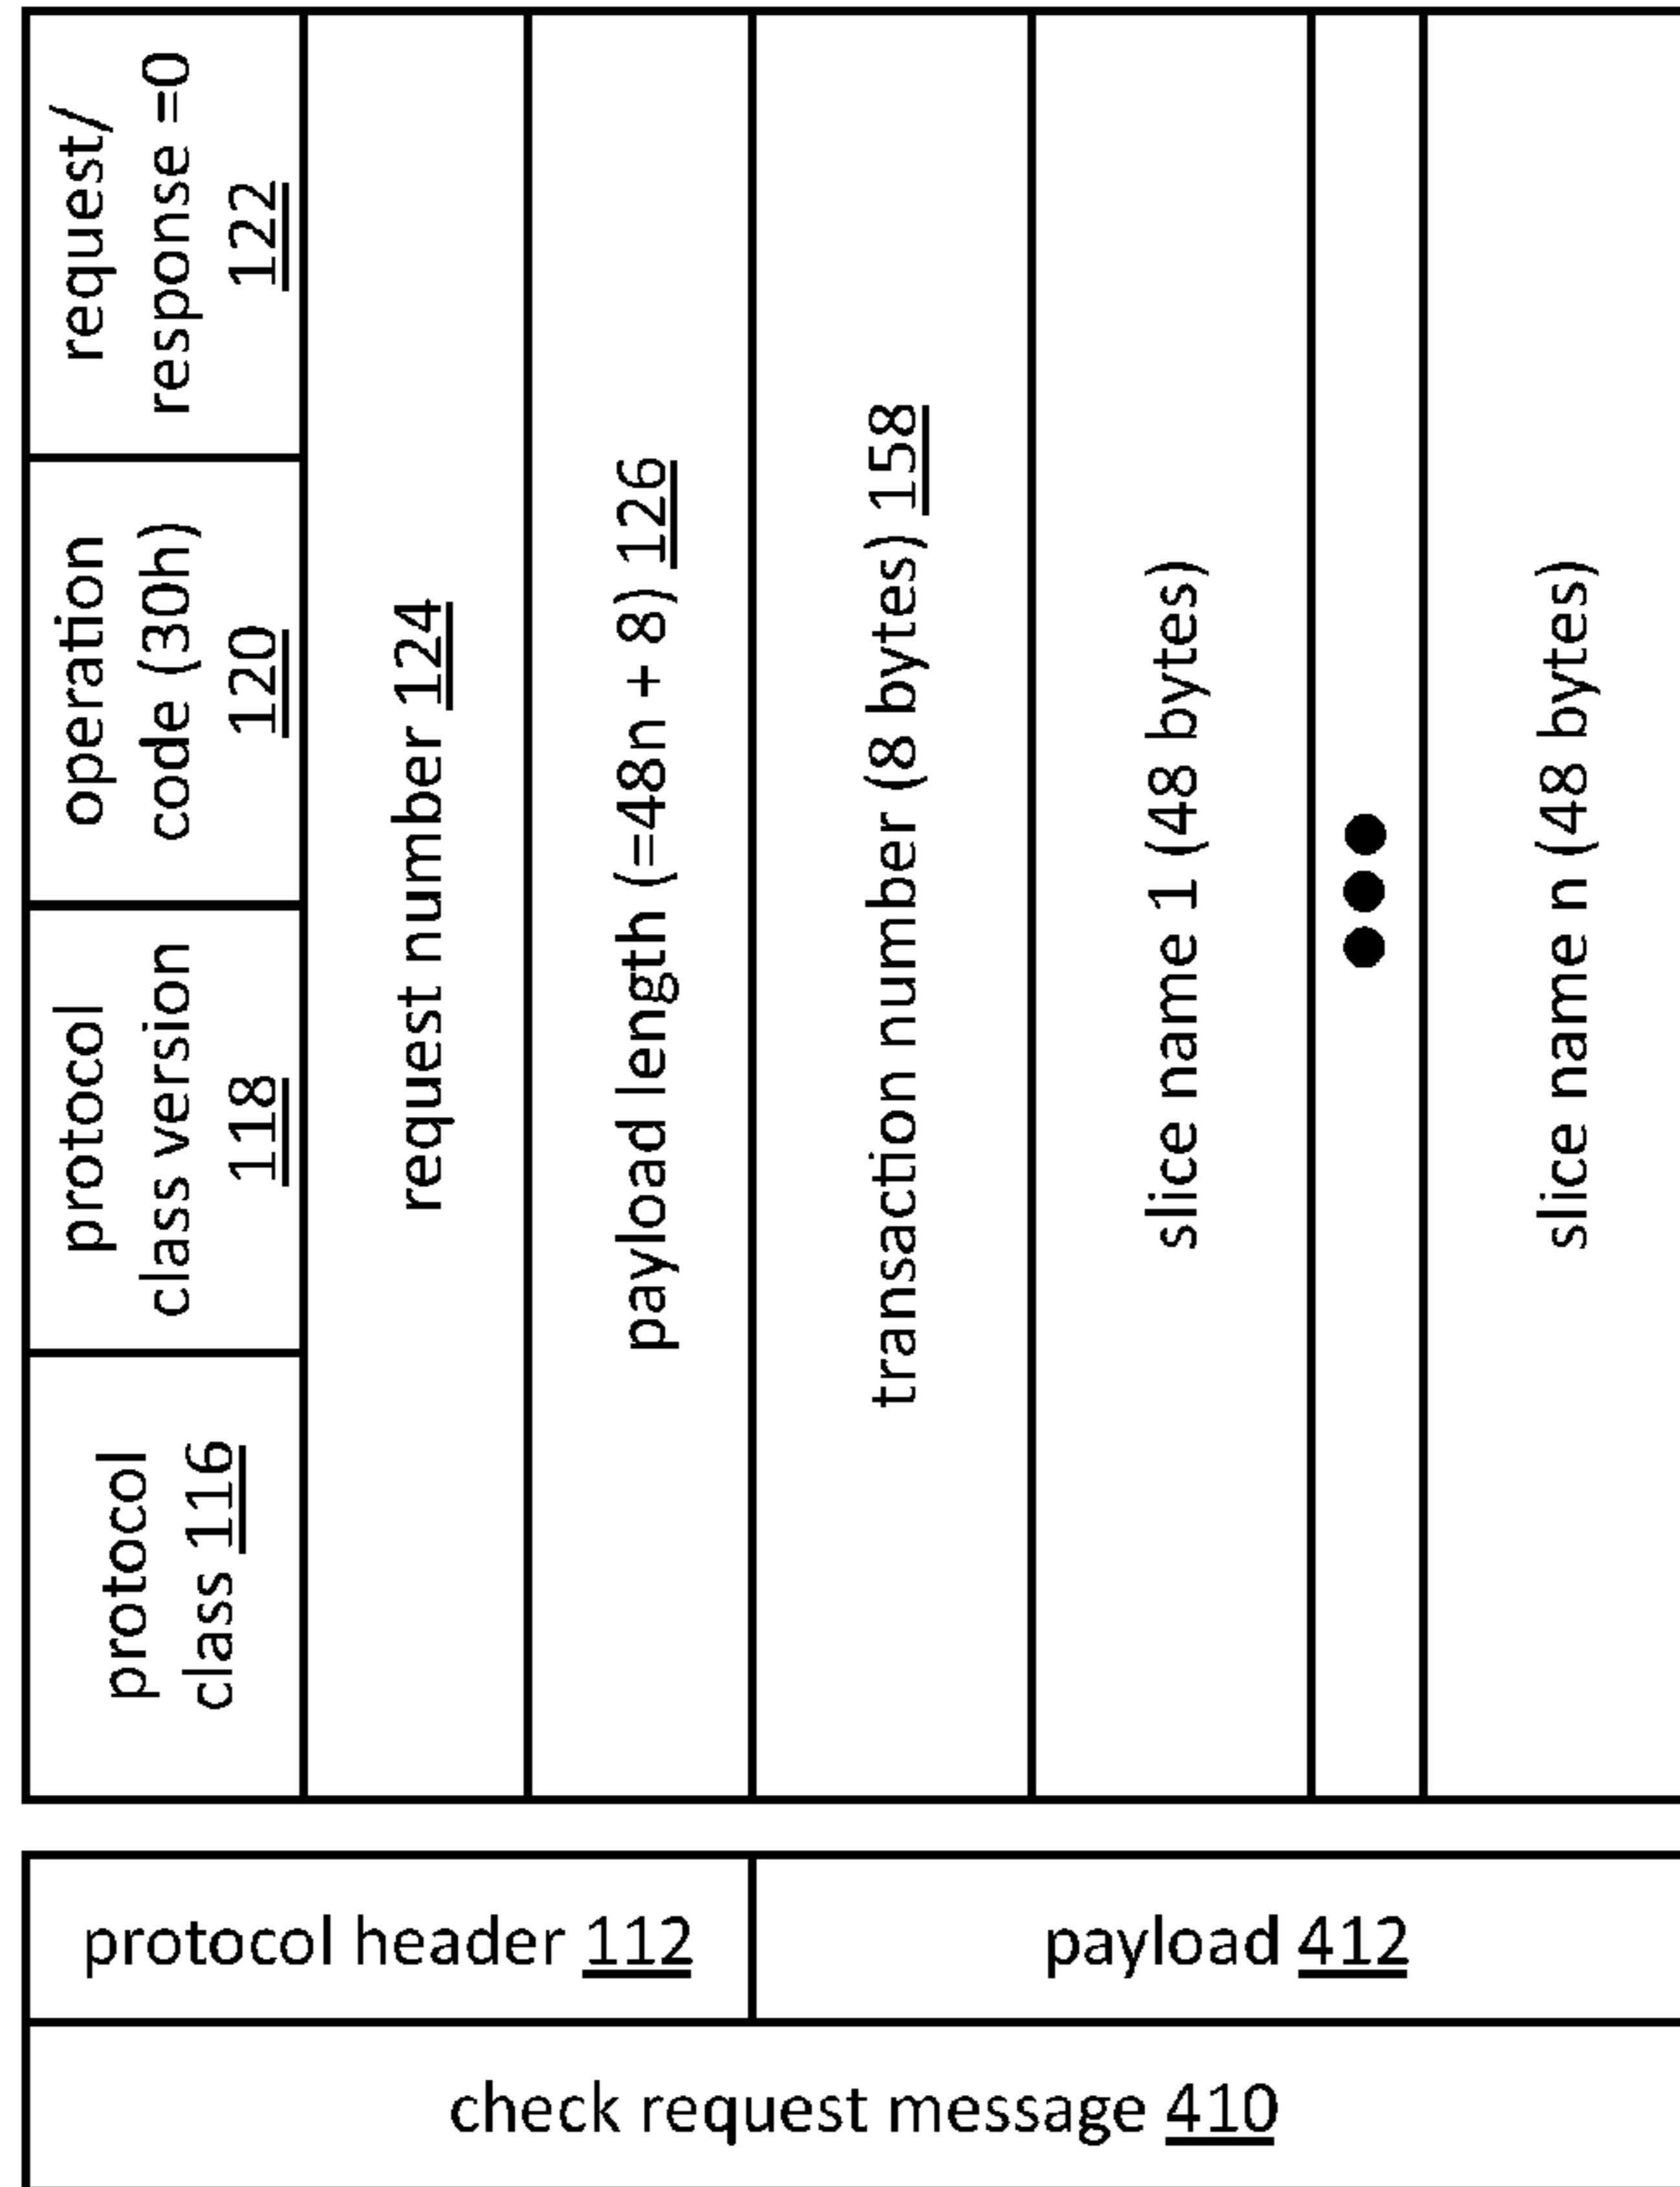 check request message 410
protocol header 112
payload 412
protocol
class 116
protocol
class version
118
operation
code (30h)
120
request/
response =0
122
request number 124
payload length (=48n + 8) 126
transaction number (8 bytes) 158
slice name 1 (48 bytes)
slice name n (48 bytes)